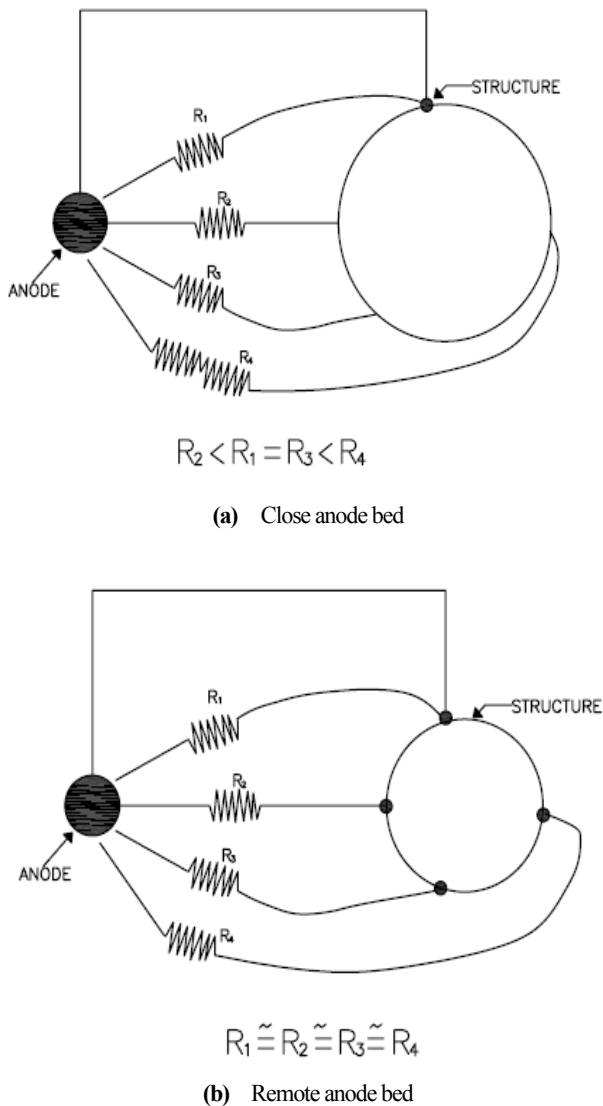 STRUCTURE
R₁
R₂
R₃
ANODE
R₄
R₂ < R₁ = R₃ < R₄
(a) Close anode bed
R₁
STRUCTURE
R₂
R₃
ANODE
R₄
R₁ ≅ R₂ ≅ R₃ ≅ R₄
(b) Remote anode bed